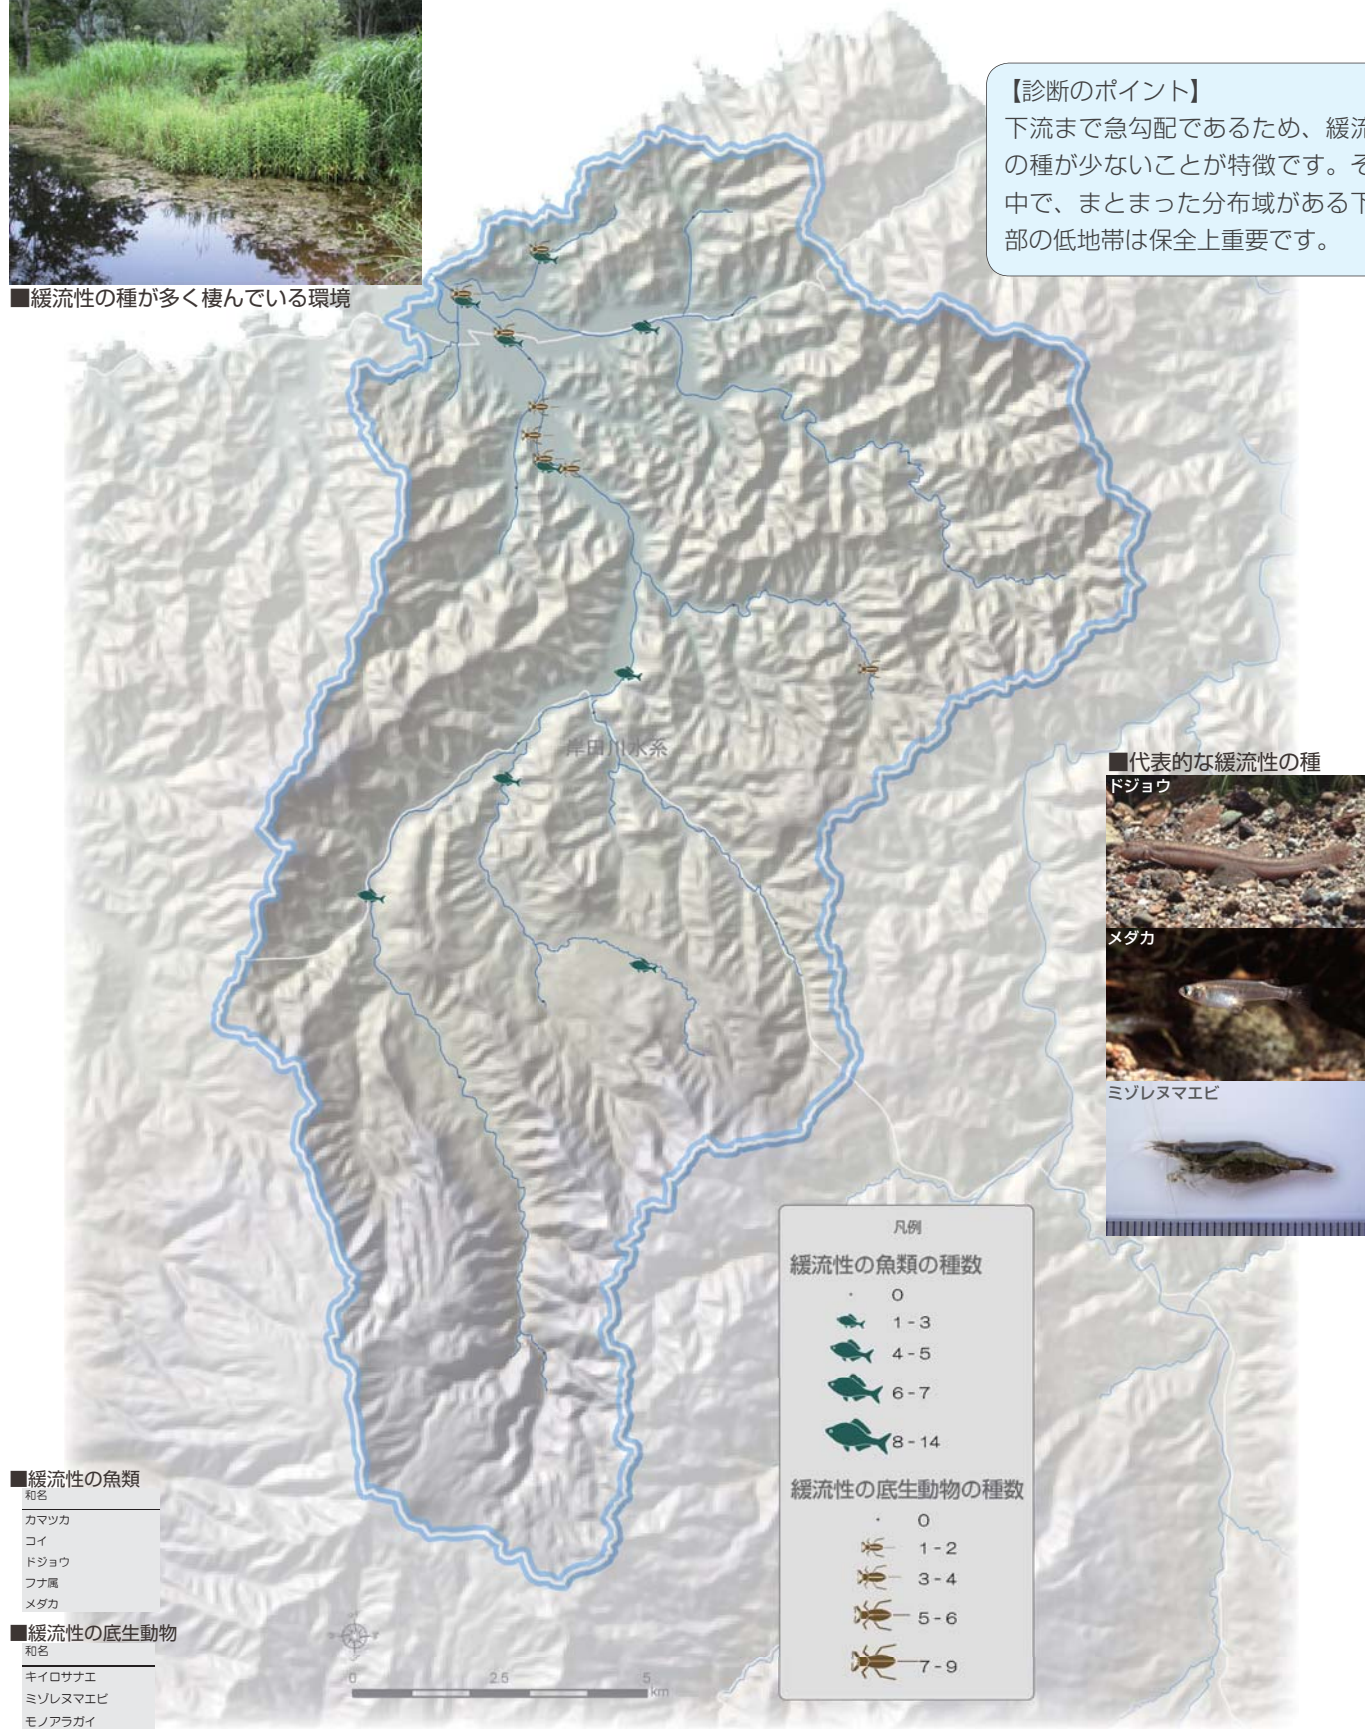 【診断のポイント】
下流まで急勾配であるため、緩流
の種が少ないことが特徴です。そ
中で、まとまった分布域がある下
部の低地帯は保全上重要です。
■緩流性の種が多く棲んでいる環境
岸田川水系
■代表的な緩流性の種
ドジョウ
メダカ
ミゾレヌマエビ
凡例
緩流性の魚類の種数
0
1-3
4-5
6-7
8-14
緩流性の底生動物の種数
0
1-2
3-4
5-6
7-9
■緩流性の魚類
和名
カマツカ
コイ
ドジョウ
フナ属
メダカ
■緩流性の底生動物
和名
キイロサナエ
ミゾレヌマエビ
モノアラガイ
0 2.5 5
km